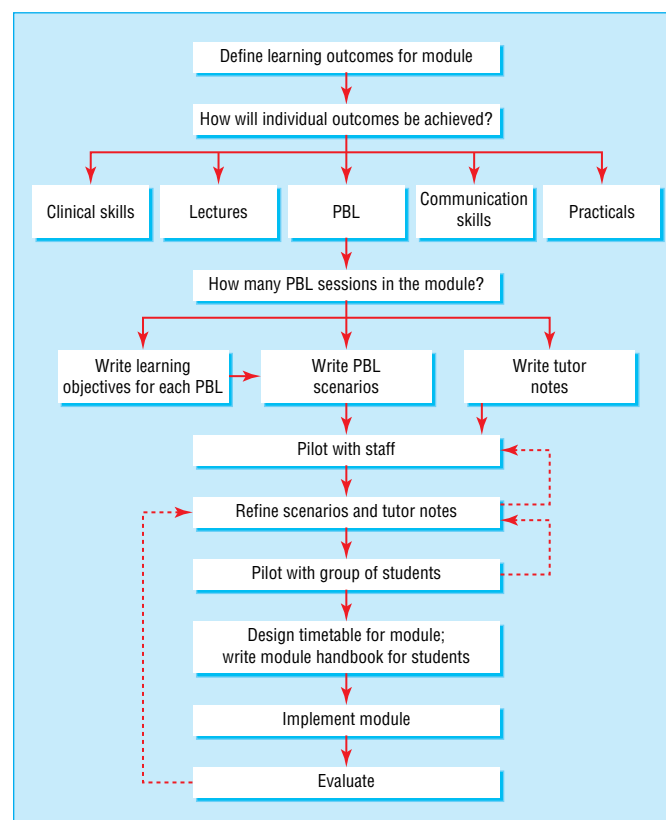 Define learning outcomes for module
How will individual outcomes be achieved?
Clinical skills
Lectures
PBL
Communication
skills
Practicals
How many PBL sessions in the module?
Write learning
objectives for each PBL
Write PBL
scenarios
Write tutor
notes
Pilot with staff
Refine scenarios and tutor notes
Pilot with group of students
Design timetable for module;
write module handbook for students
Implement module
Evaluate